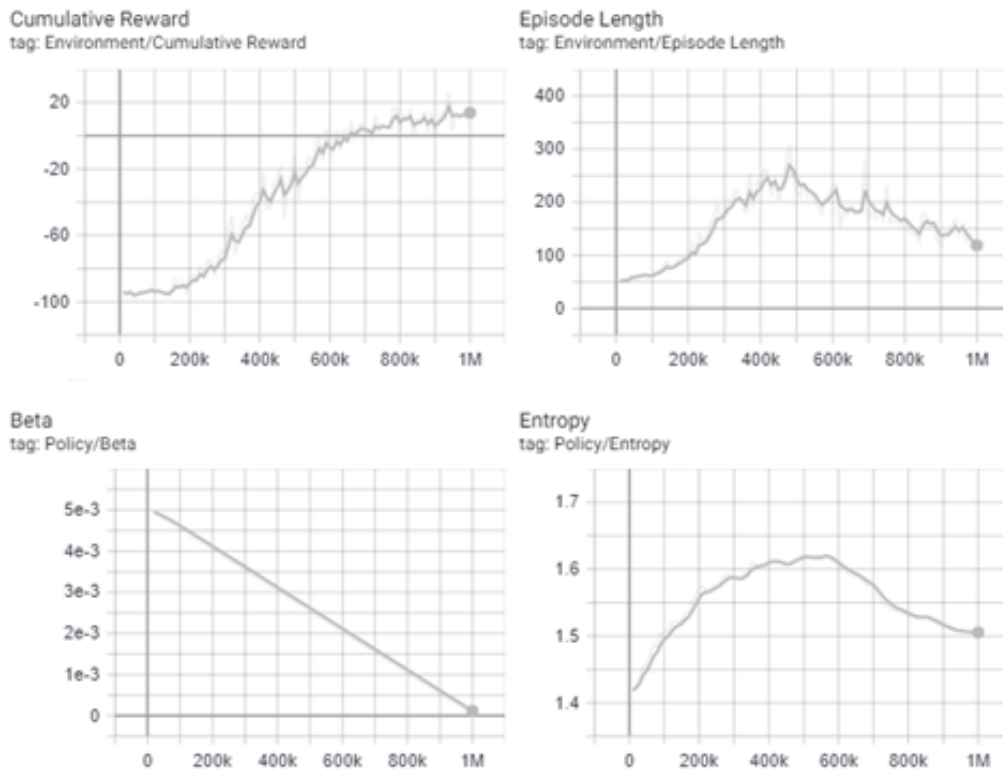 Cumulative Reward
tag: Environment/Cumulative Reward
20
-20
-60
-100
0 200k 400k 600k 800k 1M
Episode Length
tag: Environment/Episode Length
400
300
200
100
0
0 200k 400k 600k 800k 1M
Beta
tag: Policy/Beta
5e-3
4e-3
3e-3
2e-3
1e-3
0
0 200k 400k 600k 800k 1M
Entropy
tag: Policy/Entropy
1.7
1.6
1.5
1.4
0 200k 400k 600k 800k 1M